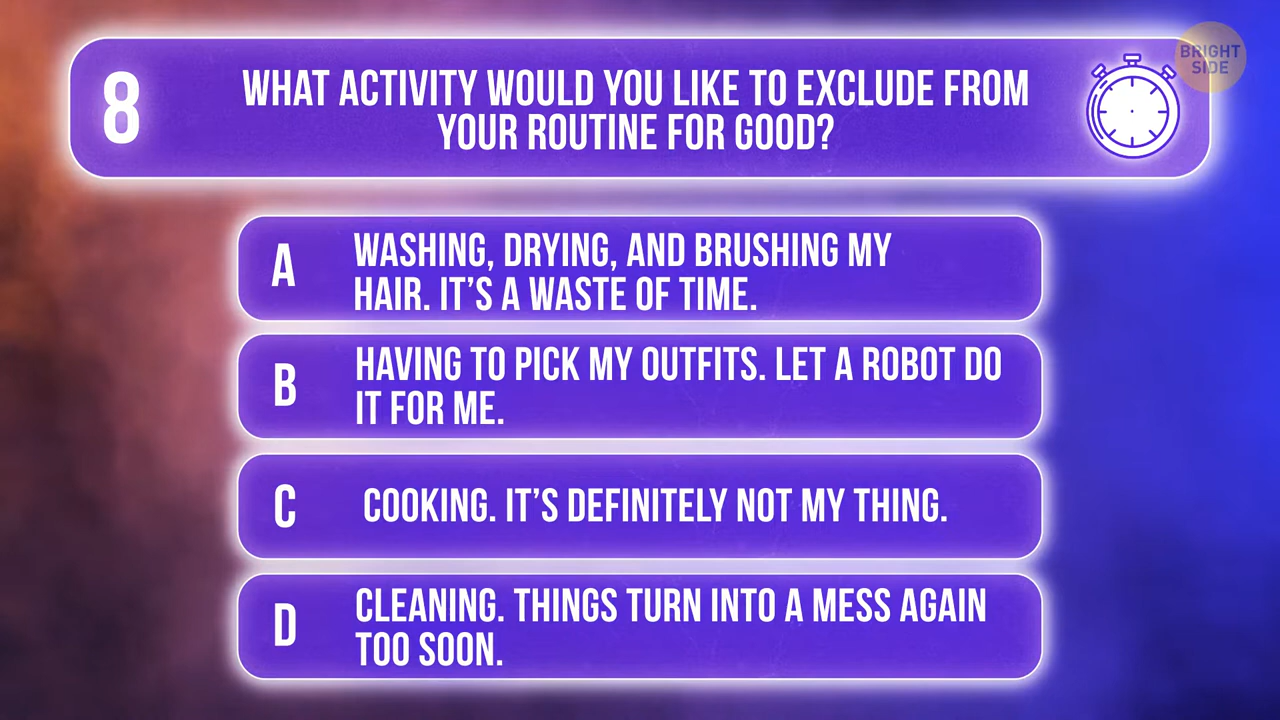 BRIGHT
SIDE
8
WHAT ACTIVITY WOULD YOU LIKE TO EXCLUDE FROM
YOUR ROUTINE FOR GOOD?
A
WASHING, DRYING, AND BRUSHING MY
HAIR. IT'S A WASTE OF TIME.
B
HAVING TO PICK MY OUTFITS. LET A ROBOT DO
IT FOR ME.
C
COOKING. IT'S DEFINITELY NOT MY THING.
D
CLEANING. THINGS TURN INTO A MESS AGAIN
TOO SOON.